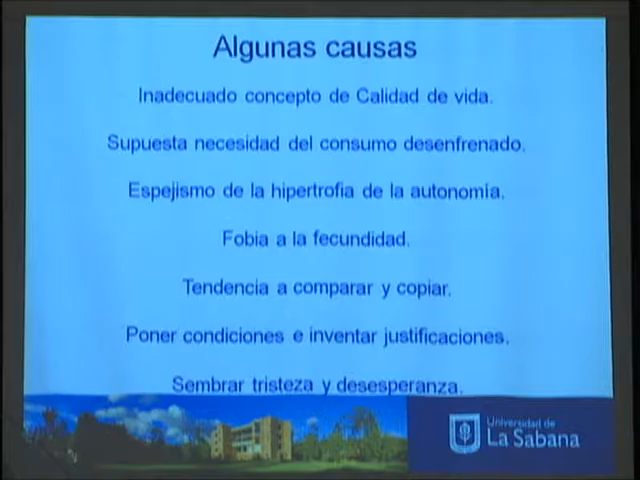 Algunas causas
Inadecuado concepto de Calidad de vida.
Supuesta necesidad del consumo desenfrenado.
Espejismo de la hipertrofia de la autonomía.
Fobia a la fecundidad.
Tendencia a comparar y copiar.
Poner condiciones e inventar justificaciones.
Sembrar tristeza y desesperanza.
Universidad de
La Sabana